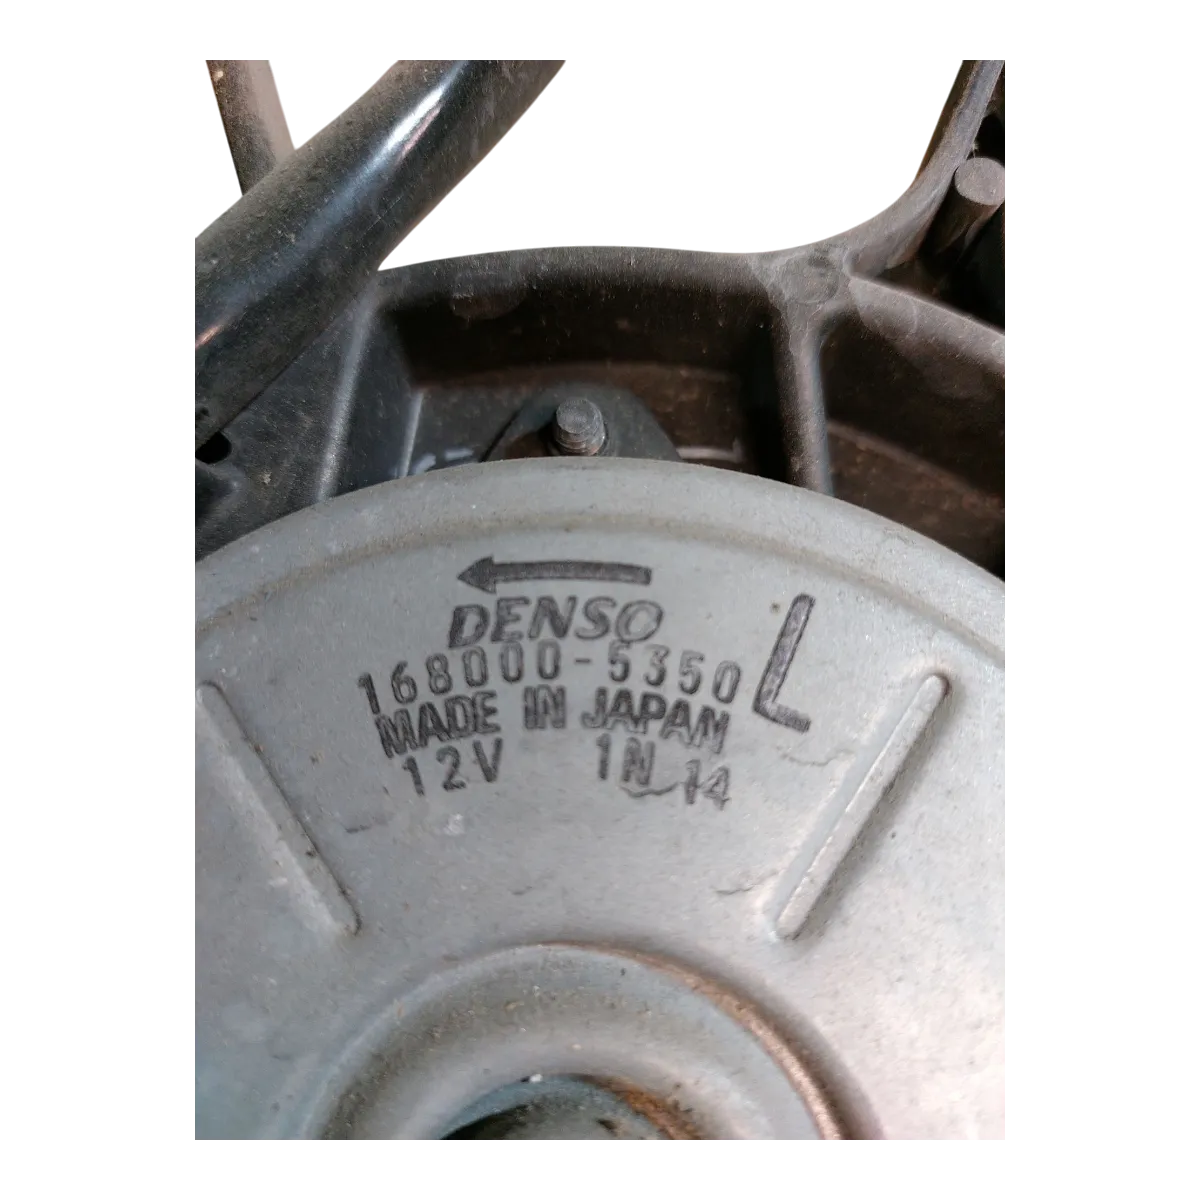 DENSO
168000-5350 L
MADE IN JAPAN
12V 1N 14